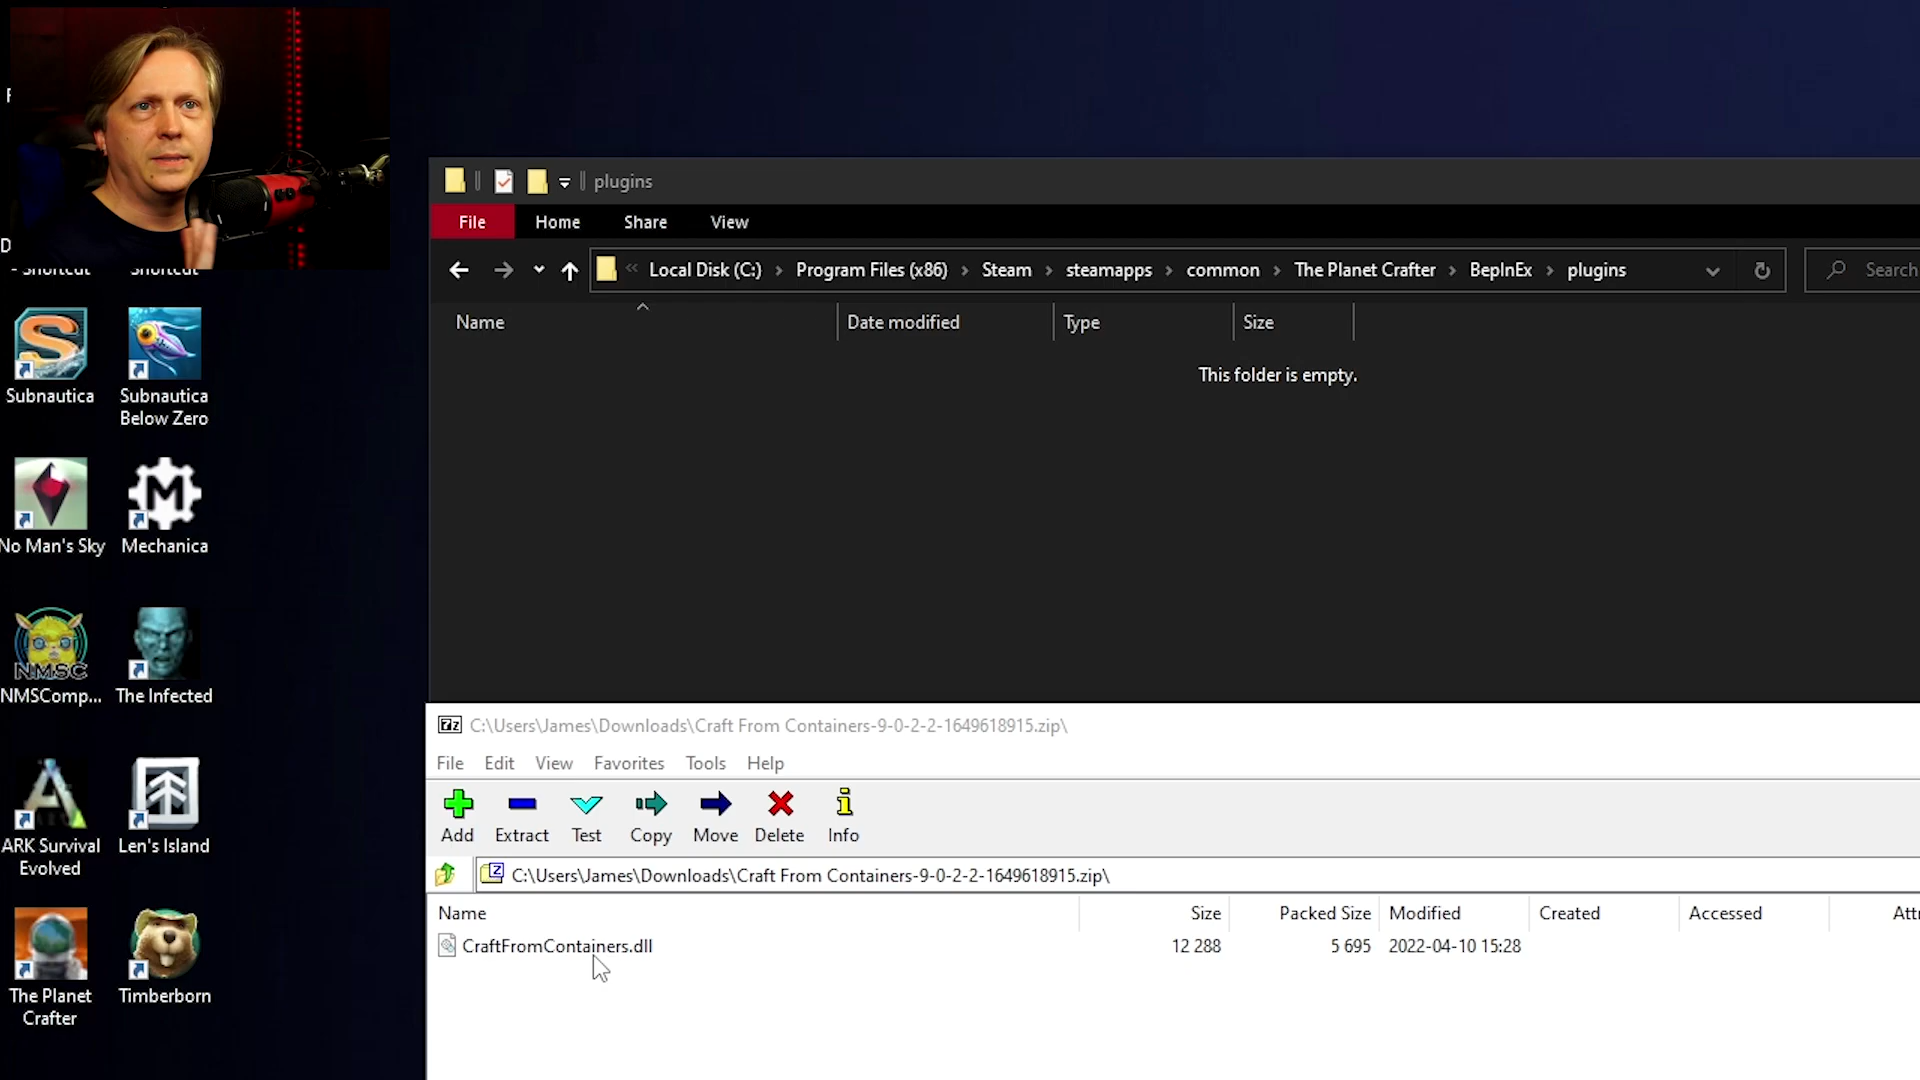 F
D
- Shortcut
Shortcut
Subnautica
Subnautica
Below Zero
No Man's Sky
Mechanica
NMSC
NMSComp...
The Infected
ARK Survival
Evolved
Len's Island
The Planet
Crafter
Timberborn
plugins
File Home Share View
« Local Disk (C:) > Program Files (x86) > Steam > steamapps > common > The Planet Crafter > BepInEx > plugins
Search
Name Date modified Type Size
This folder is empty.
7z C:\Users\James\Downloads\Craft From Containers-9-0-2-2-1649618915.zip\
File Edit View Favorites Tools Help
Add Extract Test Copy Move Delete Info
C:\Users\James\Downloads\Craft From Containers-9-0-2-2-1649618915.zip\
Name Size Packed Size Modified Created Accessed Attr
CraftFromContainers.dll 12 288 5 695 2022-04-10 15:28